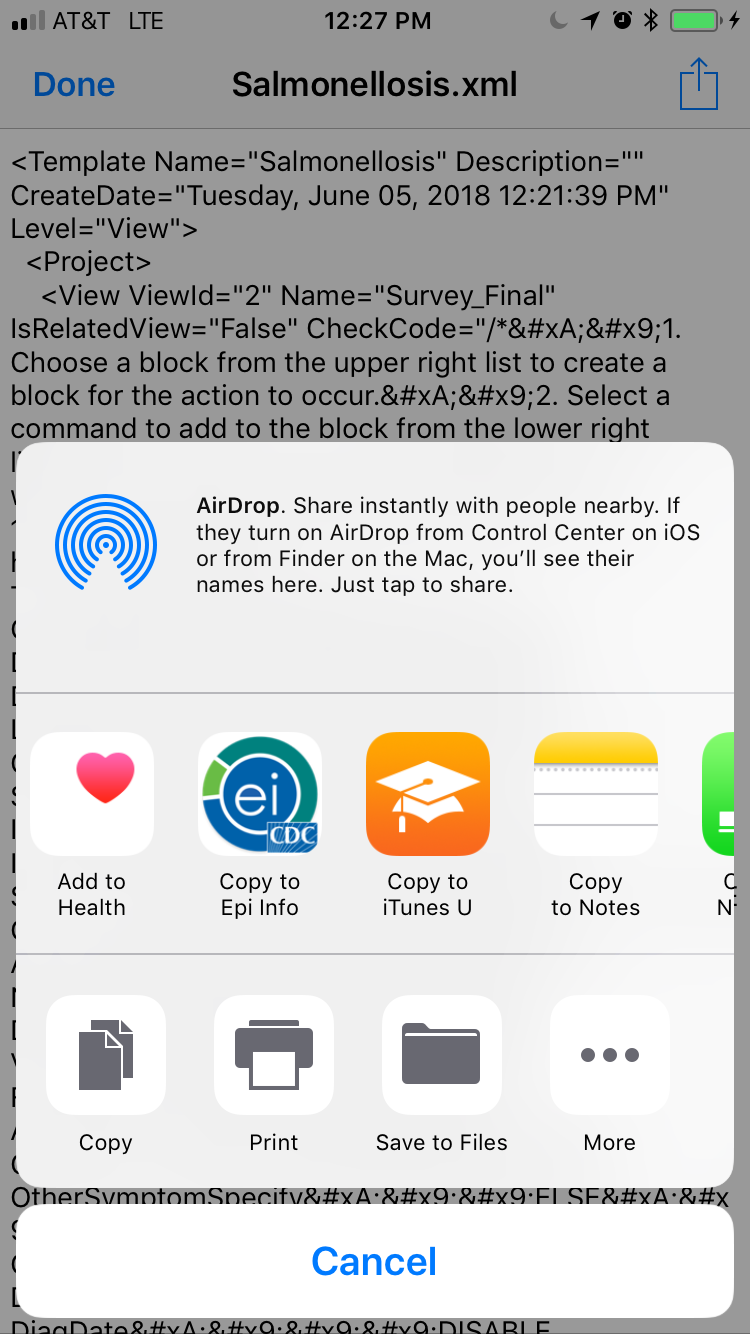 AT&T LTE 12:27 PM
Done Salmonellosis.xml
<Template Name="Salmonellosis" Description=""
CreateDate="Tuesday, June 05, 2018 12:21:39 PM"
Level="View">
<Project>
<View ViewId="2" Name="Survey_Final"
IsRelatedView="False" CheckCode="/*&#xA;&#x9;1.
Choose a block from the upper right list to create a
block for the action to occur.&#xA;&#x9;2. Select a
command to add to the block from the lower right
AirDrop. Share instantly with people nearby. If
they turn on AirDrop from Control Center on iOS
or from Finder on the Mac, you’ll see their
names here. Just tap to share.
ei
CDC
Add to
Health
Copy to
Epi Info
Copy to
iTunes U
Copy
to Notes
Copy
Print
Save to Files
More
OtherSymptomSpecify&#xA;&#x9;&#x9;ELSE&#xA;&#x
Cancel
DiagDate&#xA;&#x9;&#x9;&#x9;DISABLE